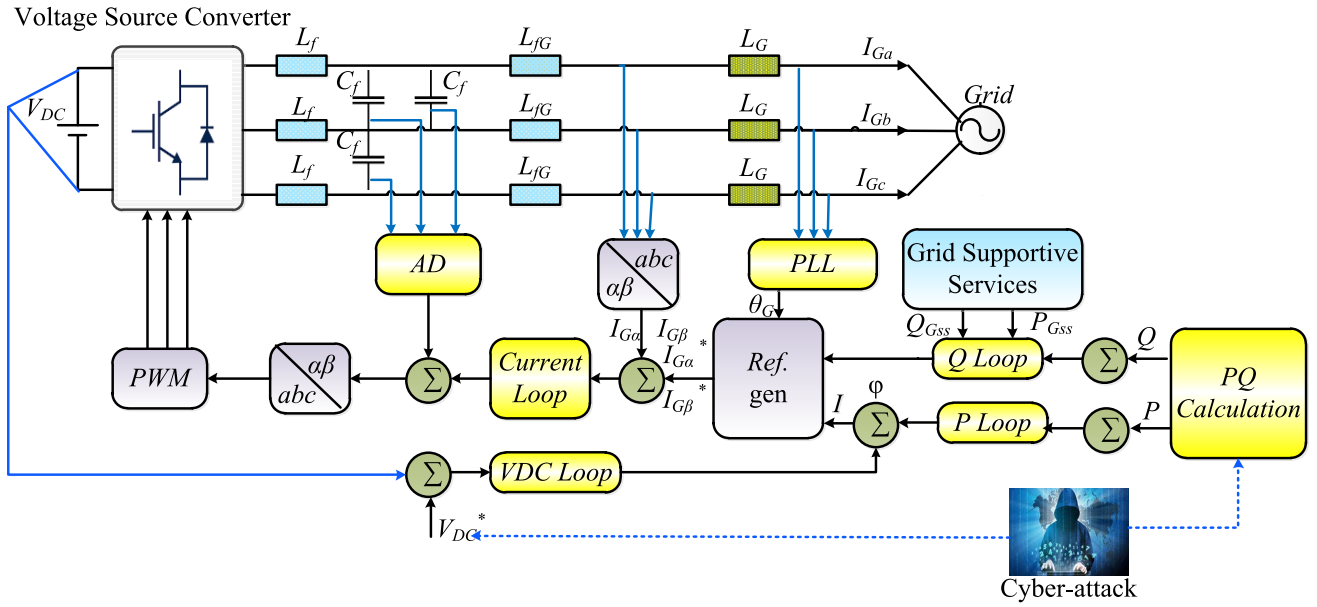 Voltage Source Converter
L_f L_fG L_G I_Ga
C_f C_f
V_DC
Grid
L_f L_fG L_G I_Gb
C_f
L_f L_fG L_G I_Gc
AD
abc
αβ
PLL
Grid Supportive
Services
θ_G
Q_Gss P_Gss
I_Gα I_Gβ
PWM
αβ
abc
Σ
Current
Loop
Σ
I_Gα*
I_Gβ*
Ref.
gen
Q Loop
Σ
Q
PQ
Calculation
I
φ
Σ
P Loop
Σ
P
Σ
VDC Loop
V_DC*
Cyber-attack